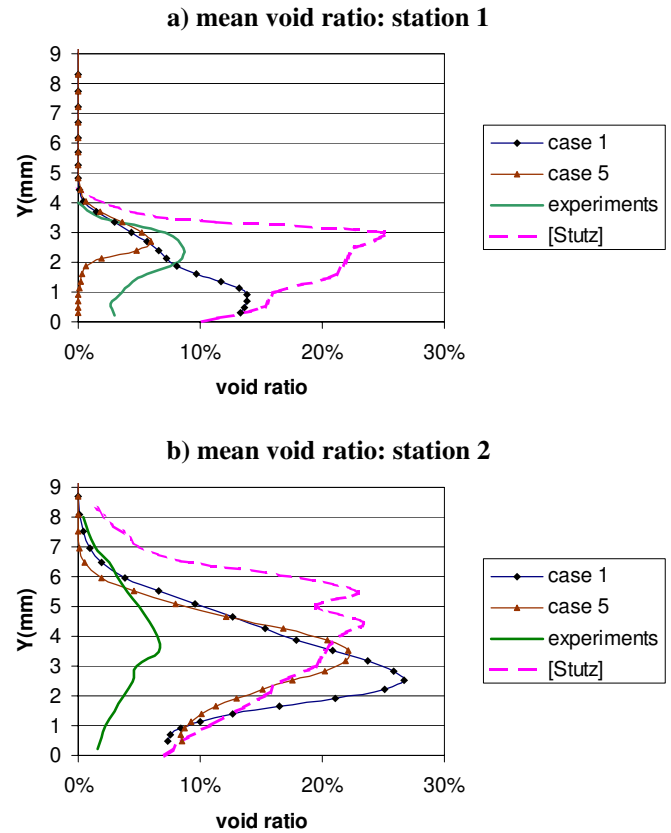 a) mean void ratio: station 1
9
8
7
6
5
4
3
2
1
0
Y(mm)
0% 10% 20% 30%
void ratio
case 1
case 5
experiments
[Stutz]
b) mean void ratio: station 2
9
8
7
6
5
4
3
2
1
0
Y(mm)
0% 10% 20% 30%
void ratio
case 1
case 5
experiments
[Stutz]